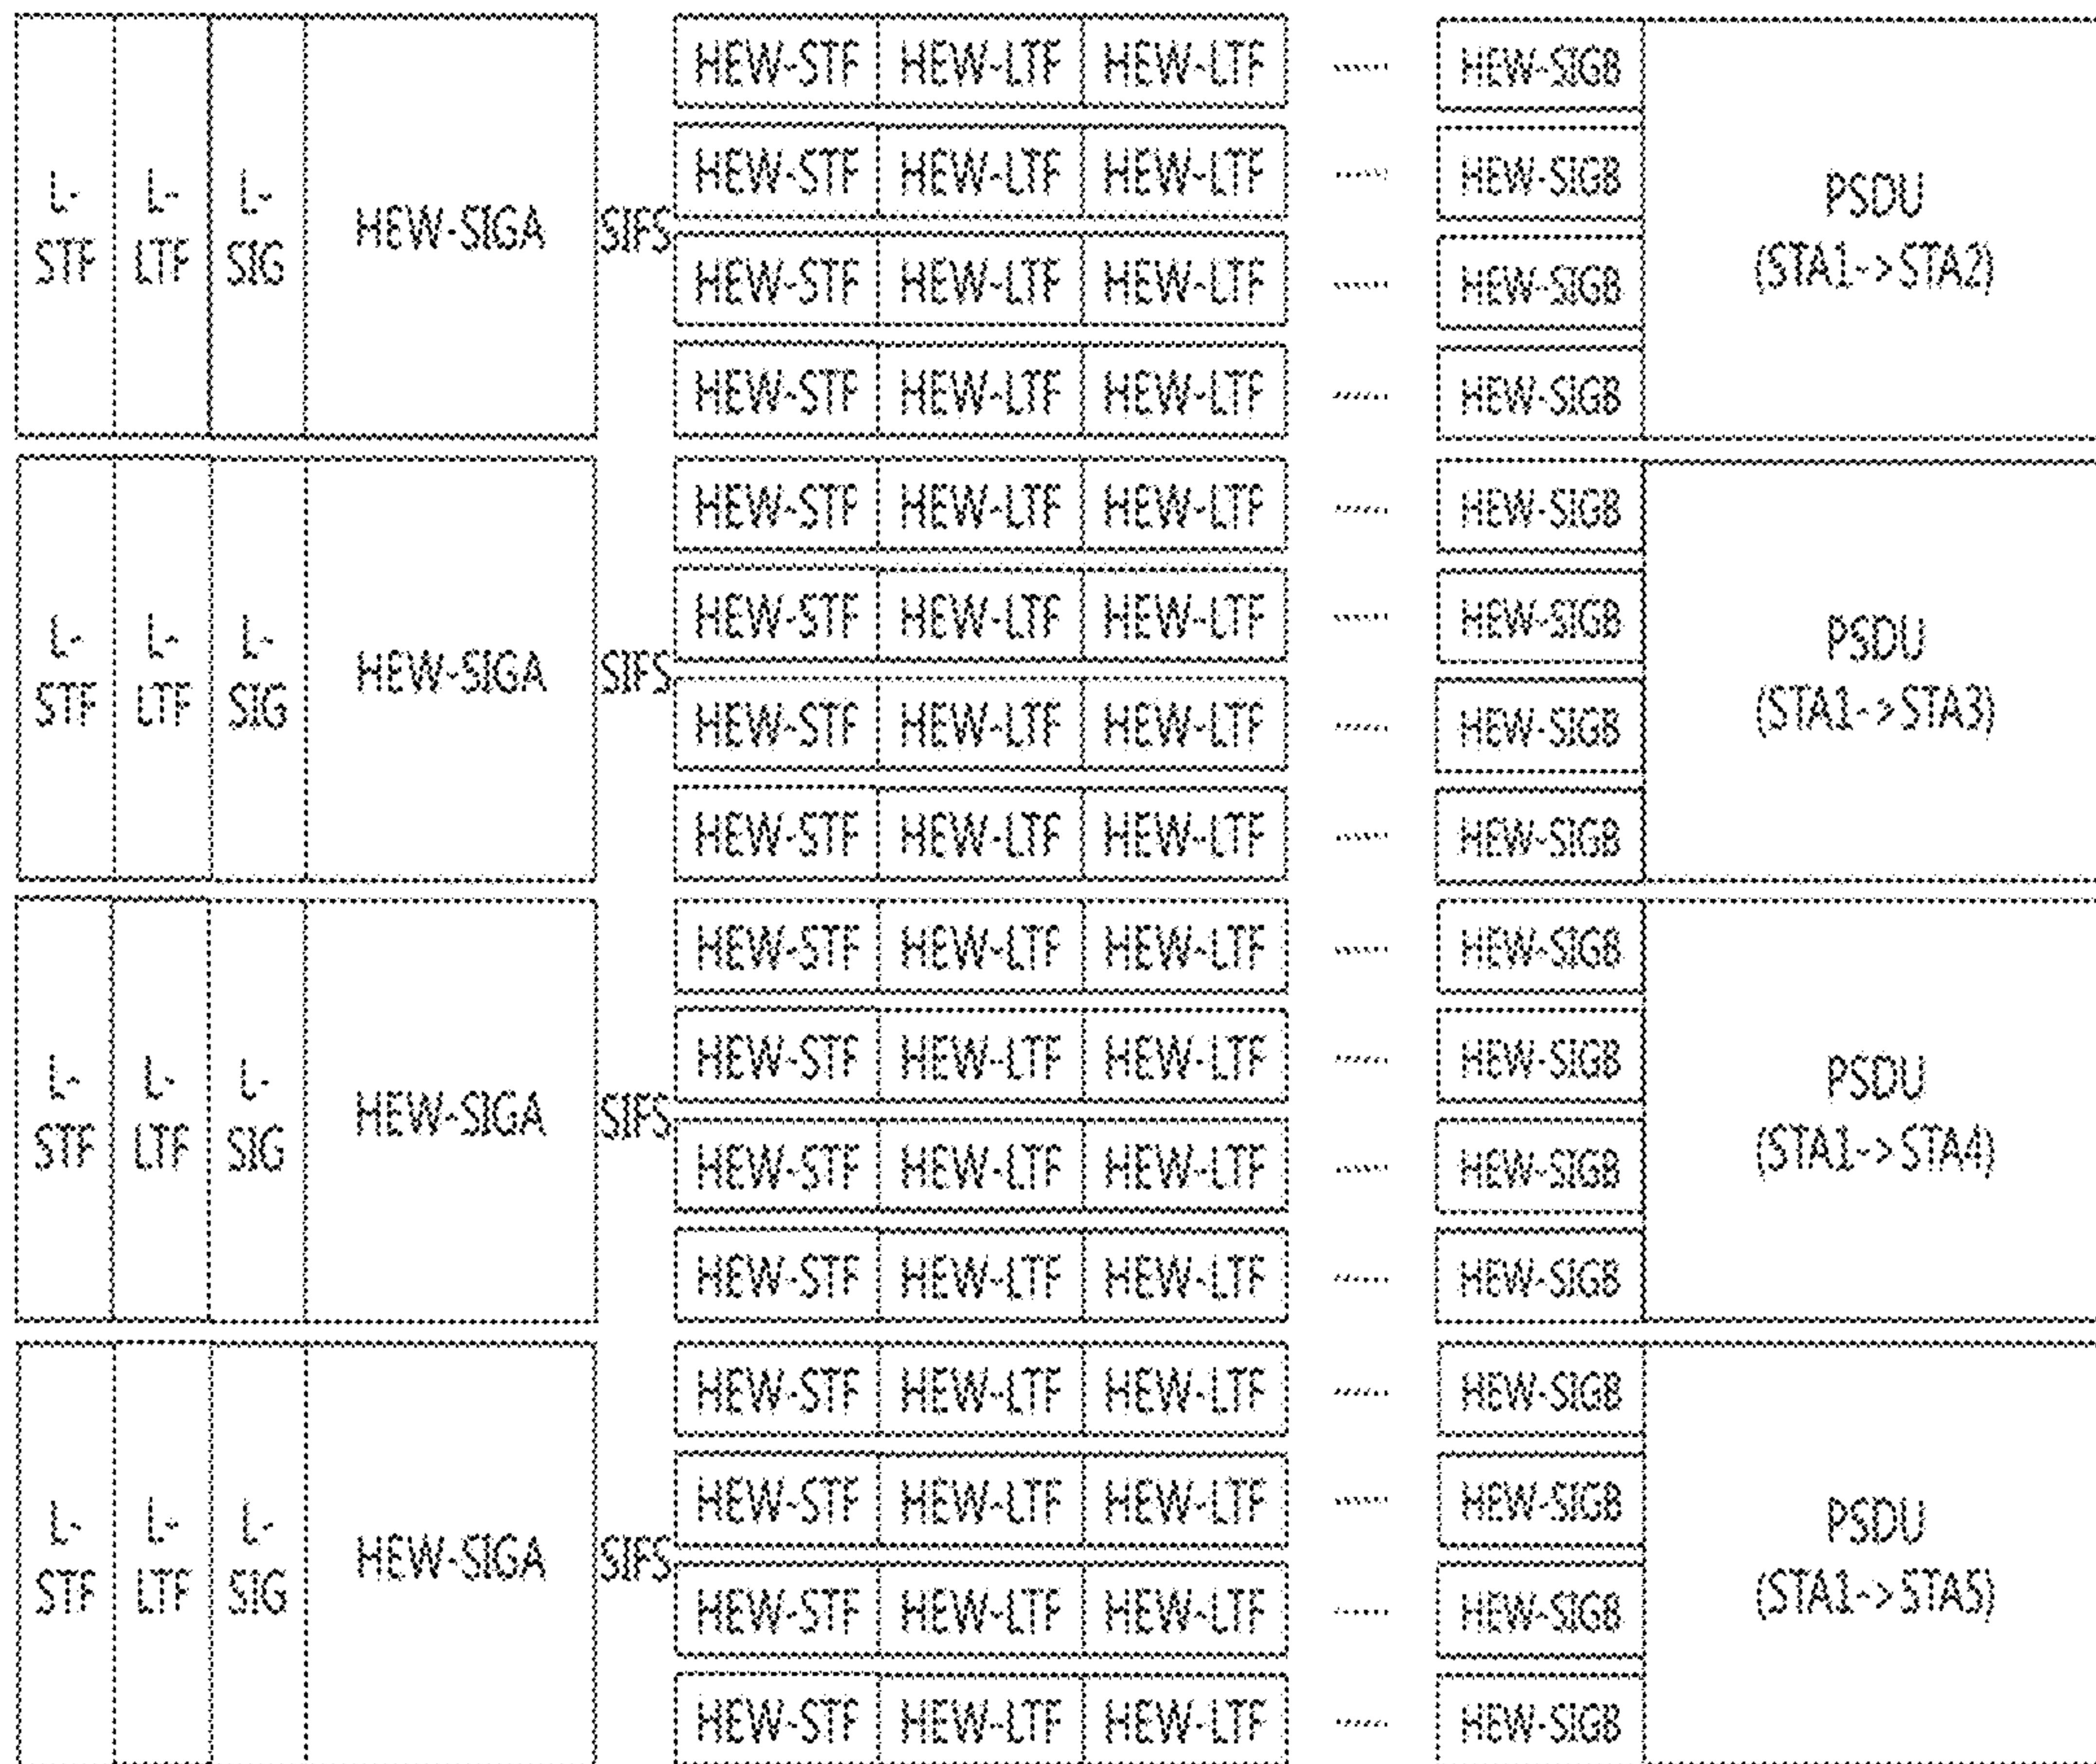 HEW-STF HEW-LTF HEW-LTF ...... HEW-SIGB
HEW-STF HEW-LTF HEW-LTF ...... HEW-SIGB
L- L- L- HEW-SIGA SIFS PSDU
STF LTF SIG (STA1->STA2)
HEW-STF HEW-LTF HEW-LTF ...... HEW-SIGB
HEW-STF HEW-LTF HEW-LTF ...... HEW-SIGB
HEW-STF HEW-LTF HEW-LTF ...... HEW-SIGB
HEW-STF HEW-LTF HEW-LTF ...... HEW-SIGB
L- L- L- HEW-SIGA SIFS PSDU
STF LTF SIG (STA1->STA3)
HEW-STF HEW-LTF HEW-LTF ...... HEW-SIGB
HEW-STF HEW-LTF HEW-LTF ...... HEW-SIGB
HEW-STF HEW-LTF HEW-LTF ...... HEW-SIGB
HEW-STF HEW-LTF HEW-LTF ...... HEW-SIGB
L- L- L- HEW-SIGA SIFS PSDU
STF LTF SIG (STA1->STA4)
HEW-STF HEW-LTF HEW-LTF ...... HEW-SIGB
HEW-STF HEW-LTF HEW-LTF ...... HEW-SIGB
HEW-STF HEW-LTF HEW-LTF ...... HEW-SIGB
HEW-STF HEW-LTF HEW-LTF ...... HEW-SIGB
L- L- L- HEW-SIGA SIFS PSDU
STF LTF SIG (STA1->STA5)
HEW-STF HEW-LTF HEW-LTF ...... HEW-SIGB
HEW-STF HEW-LTF HEW-LTF ...... HEW-SIGB